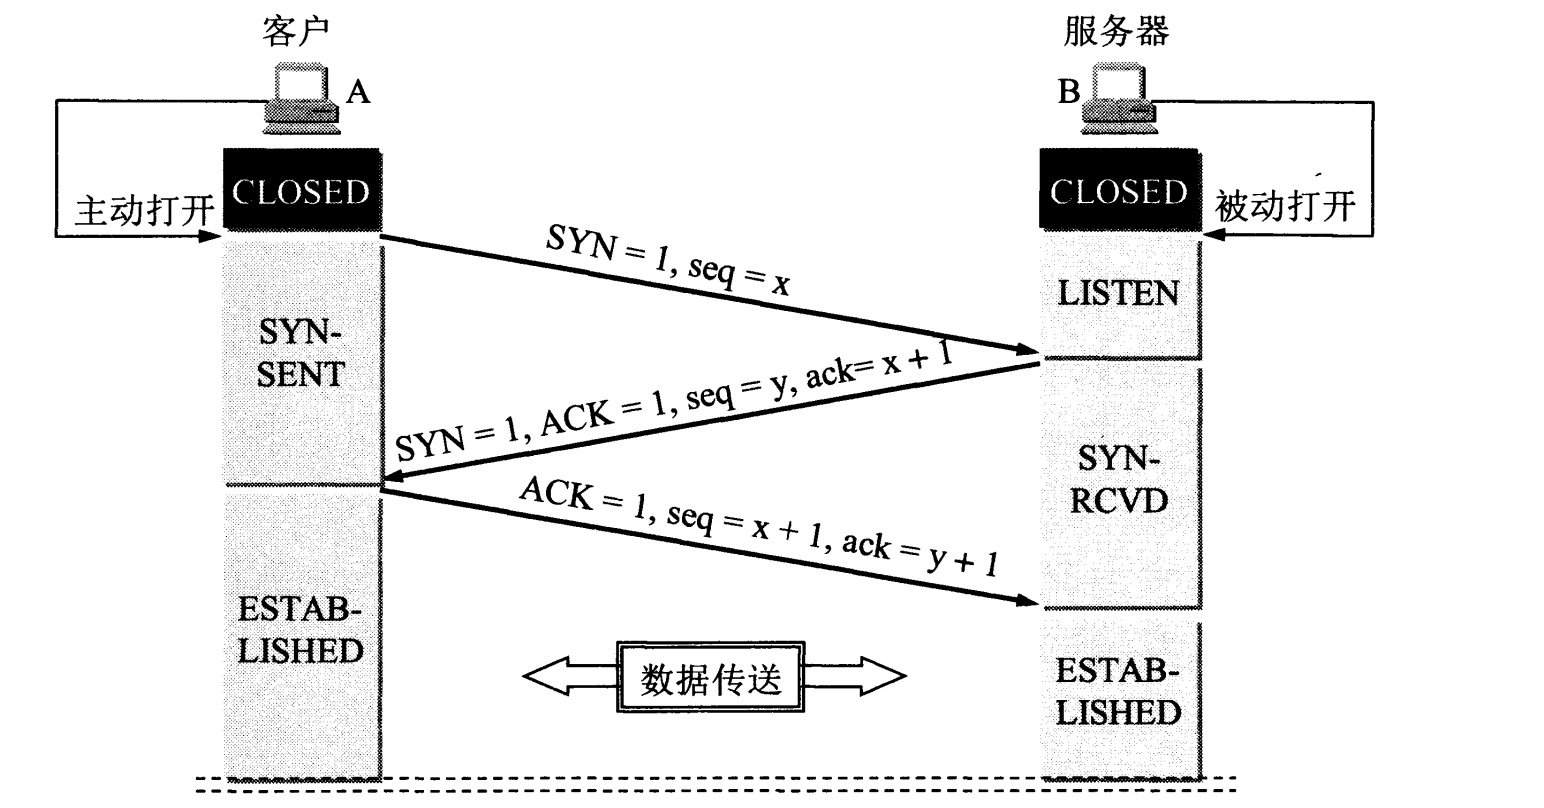 客户
服务器
A
B
CLOSED
CLOSED
主动打开
被动打开
SYN = 1, seq = x
LISTEN
SYN-
SENT
SYN = 1, ACK = 1, seq = y, ack= x + 1
SYN-
RCVD
ACK = 1, seq = x + 1, ack = y + 1
ESTAB-
LISHED
数据传送
ESTAB-
LISHED